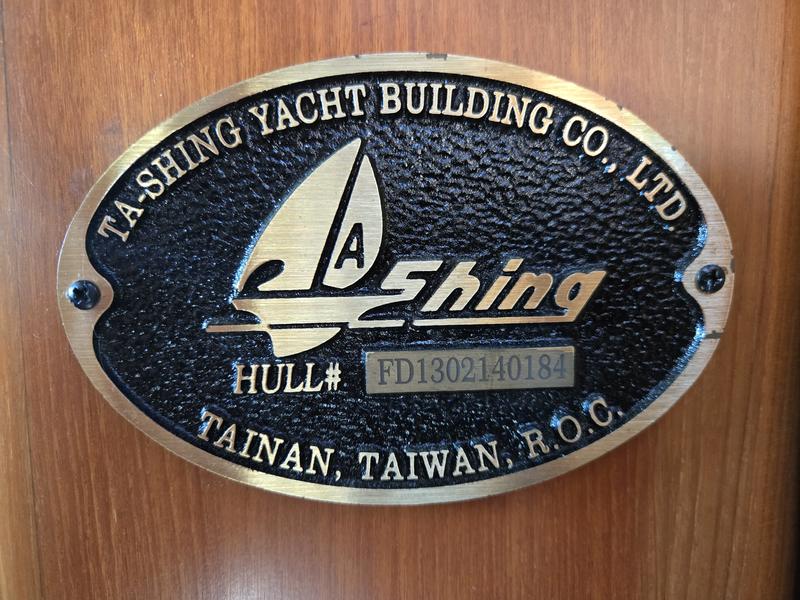 TA-SHING YACHT BUILDING CO., LTD.
TA Shing
HULL# FD1302140184
TAINAN, TAIWAN, R.O.C.